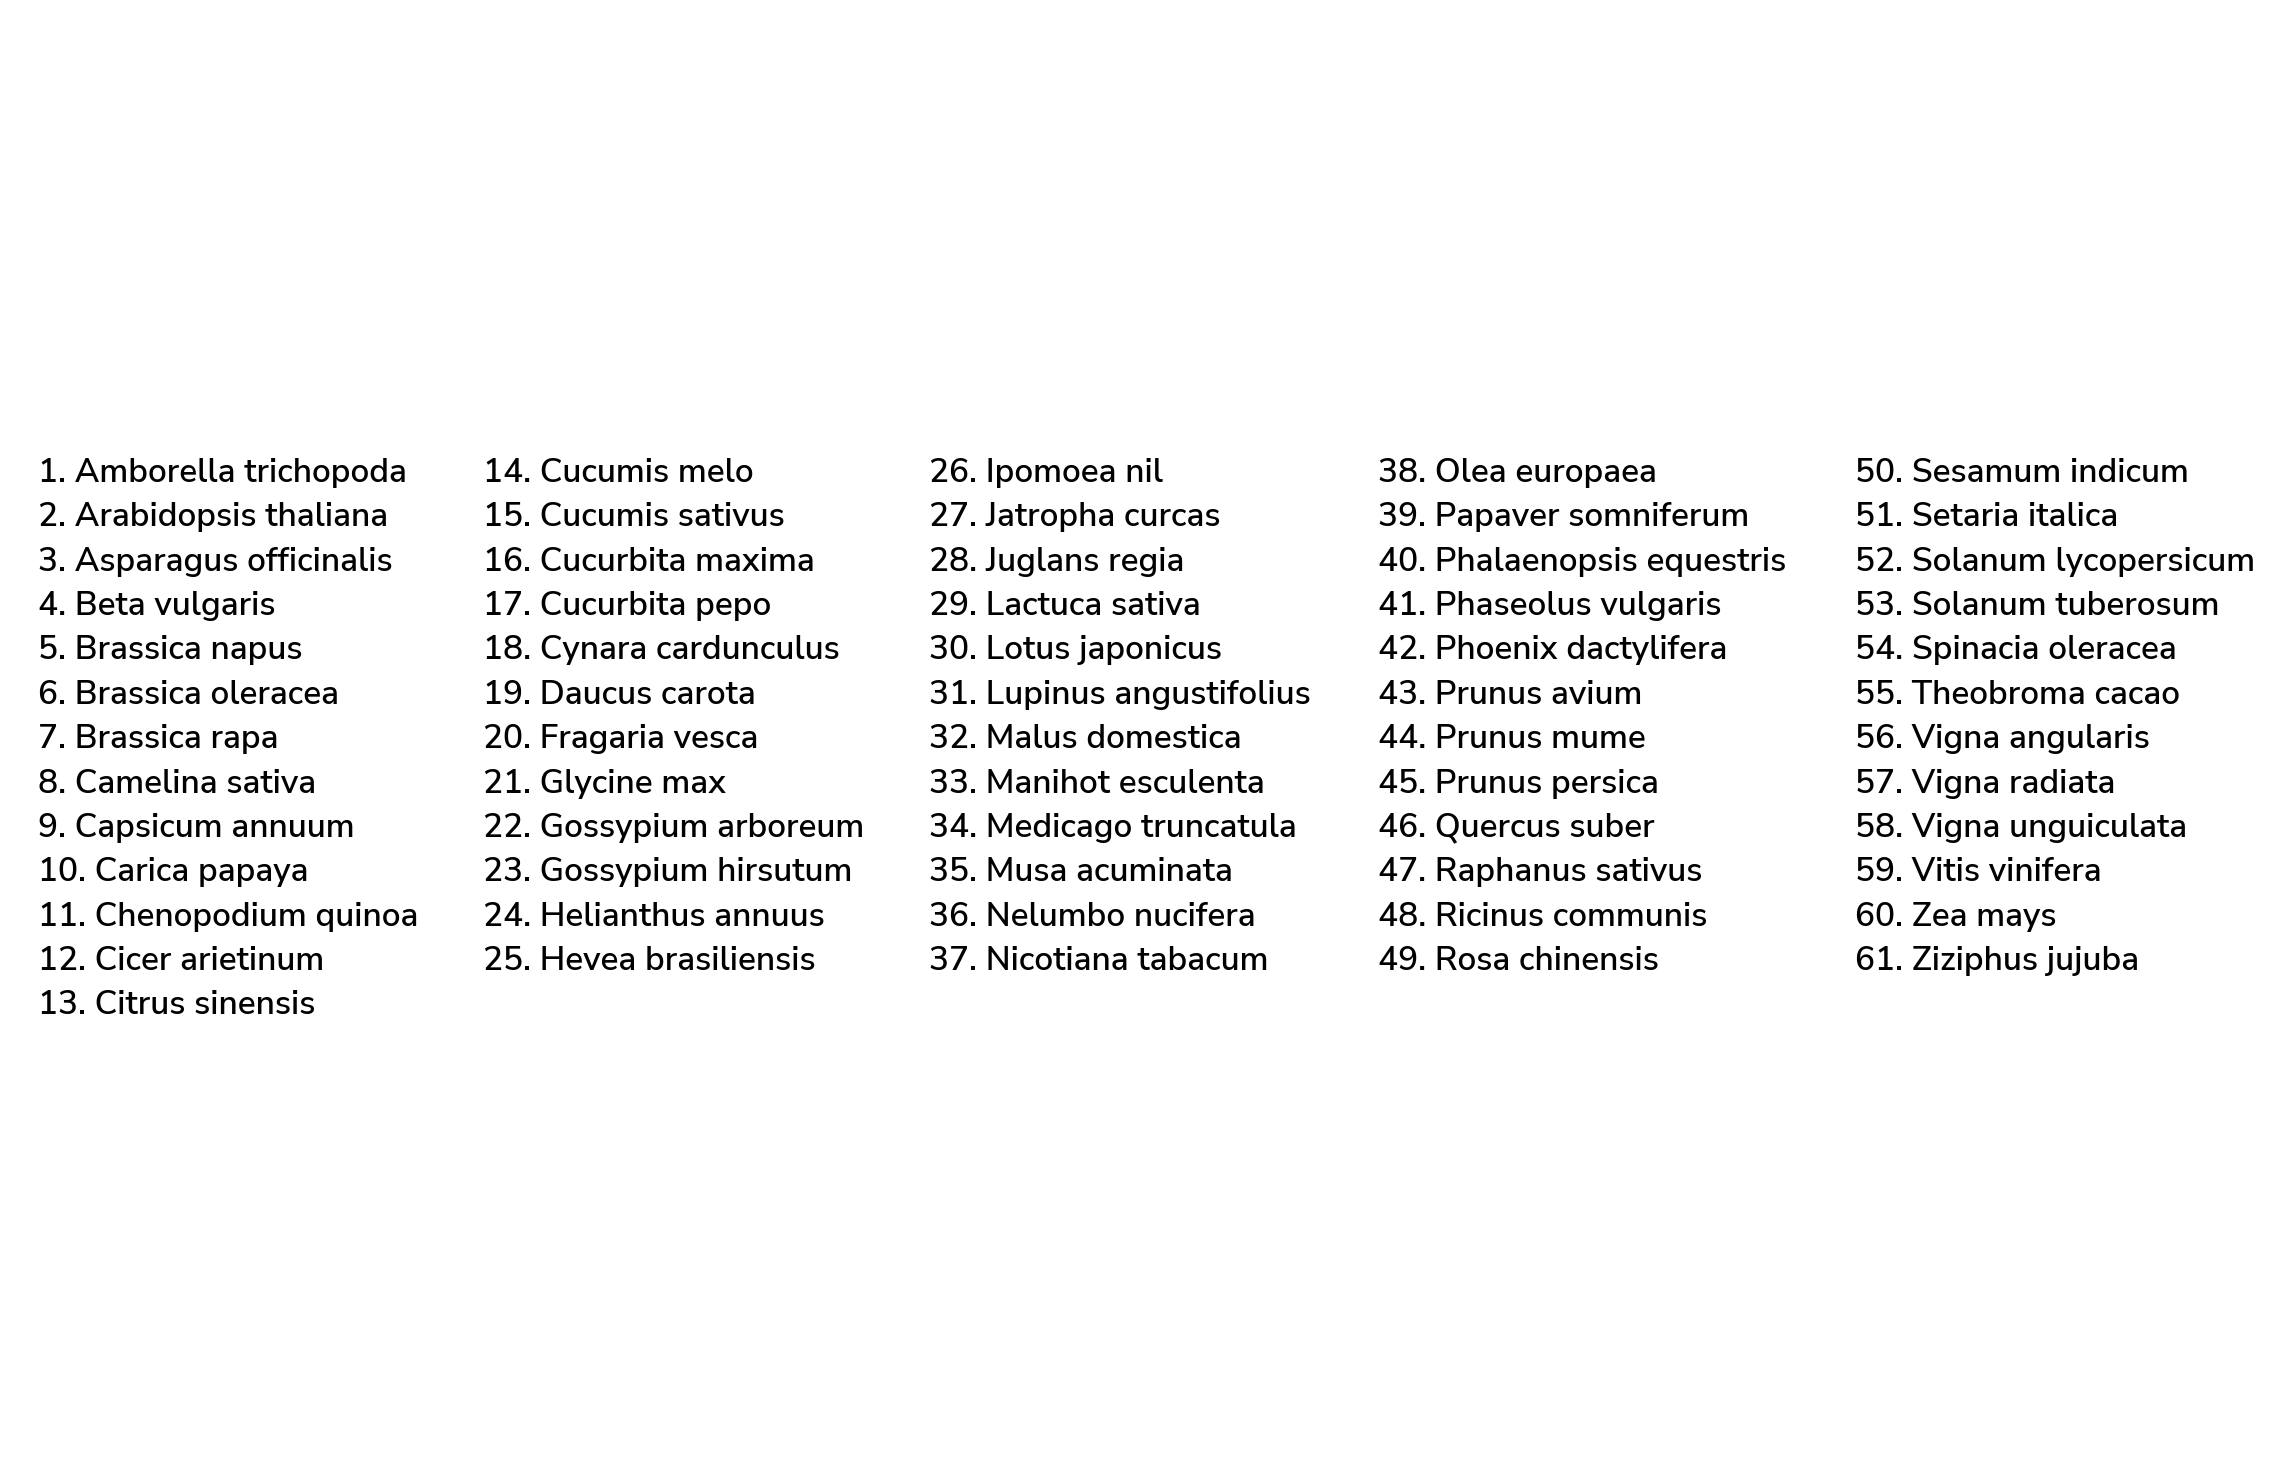 1. Amborella trichopoda
2. Arabidopsis thaliana
3. Asparagus officinalis
4. Beta vulgaris
5. Brassica napus
6. Brassica oleracea
7. Brassica rapa
8. Camelina sativa
9. Capsicum annuum
10. Carica papaya
11. Chenopodium quinoa
12. Cicer arietinum
13. Citrus sinensis
14. Cucumis melo
15. Cucumis sativus
16. Cucurbita maxima
17. Cucurbita pepo
18. Cynara cardunculus
19. Daucus carota
20. Fragaria vesca
21. Glycine max
22. Gossypium arboreum
23. Gossypium hirsutum
24. Helianthus annuus
25. Hevea brasiliensis
26. Ipomoea nil
27. Jatropha curcas
28. Juglans regia
29. Lactuca sativa
30. Lotus japonicus
31. Lupinus angustifolius
32. Malus domestica
33. Manihot esculenta
34. Medicago truncatula
35. Musa acuminata
36. Nelumbo nucifera
37. Nicotiana tabacum
38. Olea europaea
39. Papaver somniferum
40. Phalaenopsis equestris
41. Phaseolus vulgaris
42. Phoenix dactylifera
43. Prunus avium
44. Prunus mume
45. Prunus persica
46. Quercus suber
47. Raphanus sativus
48. Ricinus communis
49. Rosa chinensis
50. Sesamum indicum
51. Setaria italica
52. Solanum lycopersicum
53. Solanum tuberosum
54. Spinacia oleracea
55. Theobroma cacao
56. Vigna angularis
57. Vigna radiata
58. Vigna unguiculata
59. Vitis vinifera
60. Zea mays
61. Ziziphus jujuba